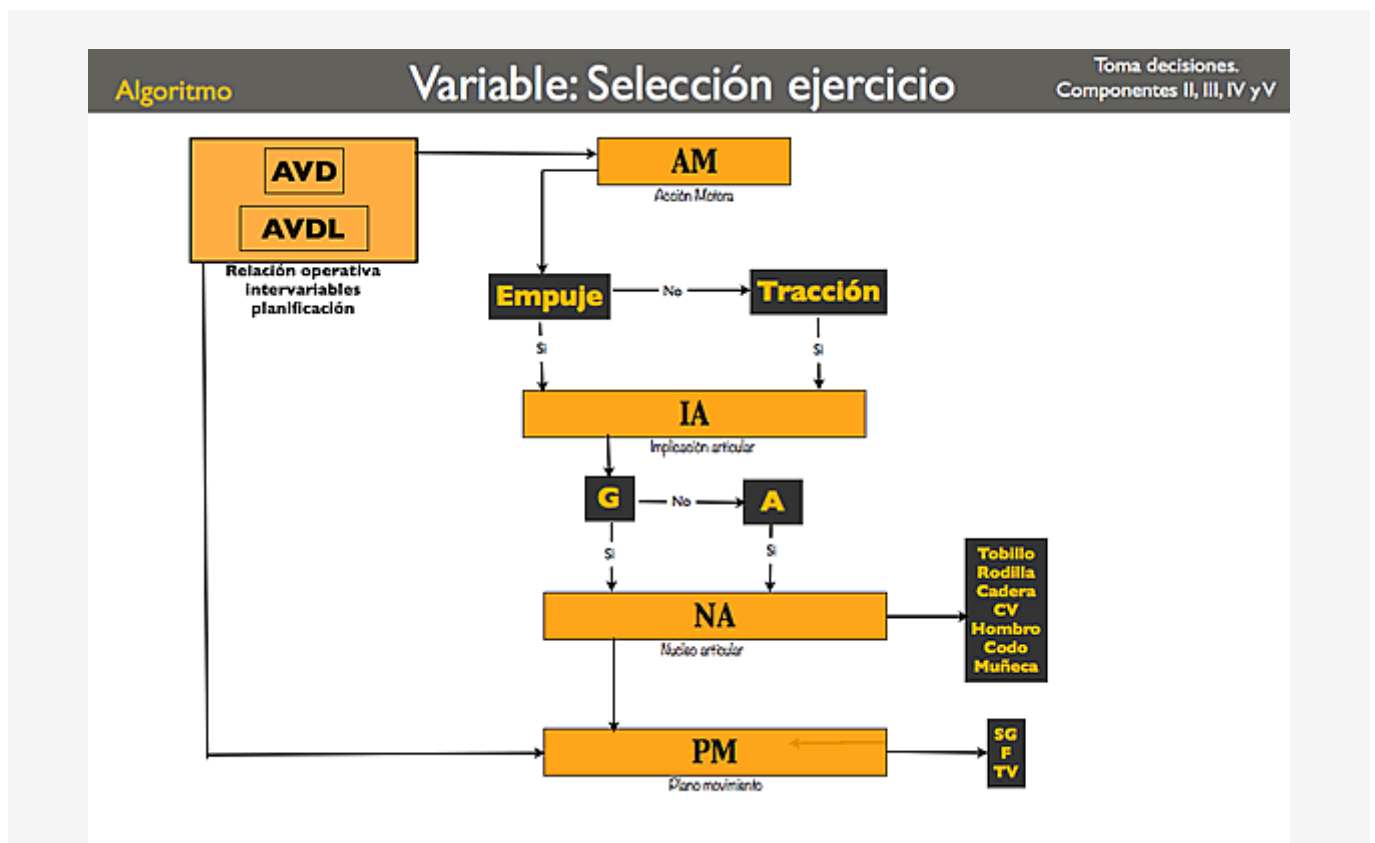 Algoritmo
Variable: Selección ejercicio
Toma decisiones.
Componentes II, III, IV y V
AVD
AVDL
Relación operativa
intervariables
planificación
AM
Acción Motora
Empuje
No
Tracción
Si
Si
IA
Implicación articular
G
No
A
Si
Si
NA
Nucleo articular
Tobillo
Rodilla
Cadera
CV
Hombro
Codo
Muñeca
PM
Plano movimiento
SG
F
TV